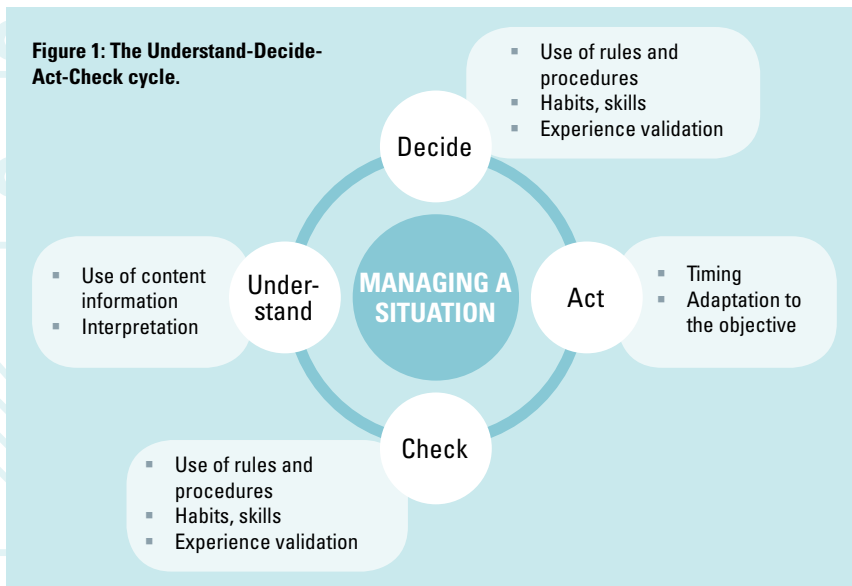 Figure 1: The Understand-Decide-
Act-Check cycle.
▪ Use of rules and
procedures
▪ Habits, skills
▪ Experience validation
Decide
▪ Use of content
information
▪ Interpretation
Under-
stand
MANAGING A
SITUATION
Act
▪ Timing
▪ Adaptation to
the objective
Check
▪ Use of rules and
procedures
▪ Habits, skills
▪ Experience validation